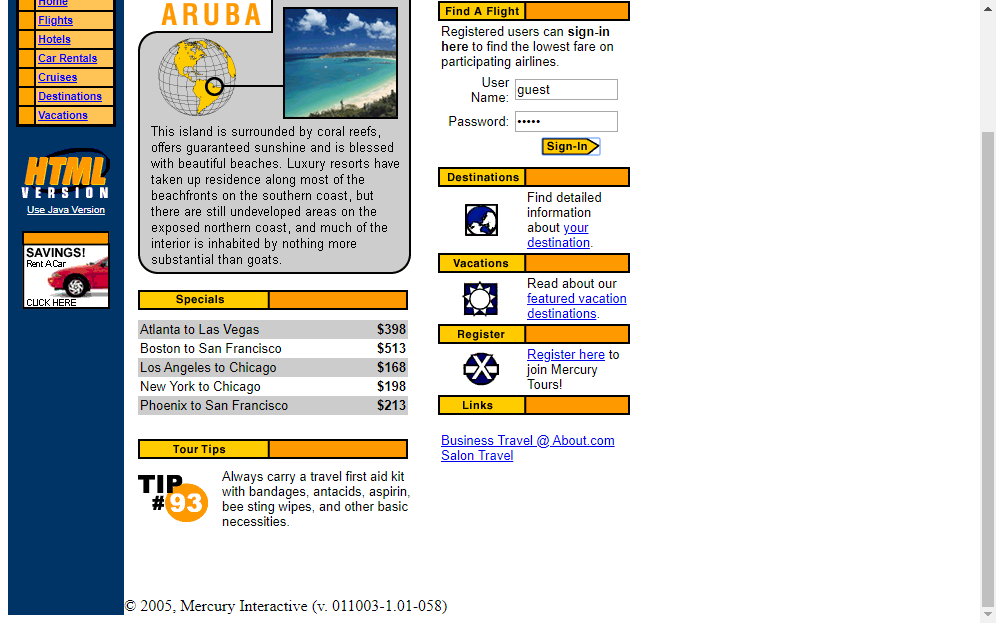 Home
Flights
Hotels
Car Rentals
Cruises
Destinations
Vacations
HTML
VERSION
Use Java Version
SAVINGS!
Rent A Car
CLICK HERE
ARUBA
This island is surrounded by coral reefs,
offers guaranteed sunshine and is blessed
with beautiful beaches. Luxury resorts have
taken up residence along most of the
beachfronts on the southern coast, but
there are still undeveloped areas on the
exposed northern coast, and much of the
interior is inhabited by nothing more
substantial than goats.
Specials
Atlanta to Las Vegas $398
Boston to San Francisco $513
Los Angeles to Chicago $168
New York to Chicago $198
Phoenix to San Francisco $213
Tour Tips
TIP
#93
Always carry a travel first aid kit
with bandages, antacids, aspirin,
bee sting wipes, and other basic
necessities.
Find A Flight
Registered users can sign-in
here to find the lowest fare on
participating airlines.
User
Name: guest
Password: •••••
Sign-In
Destinations
Find detailed
information
about your
destination.
Vacations
Read about our
featured vacation
destinations.
Register
Register here to
join Mercury
Tours!
Links
Business Travel @ About.com
Salon Travel
© 2005, Mercury Interactive (v. 011003-1.01-058)